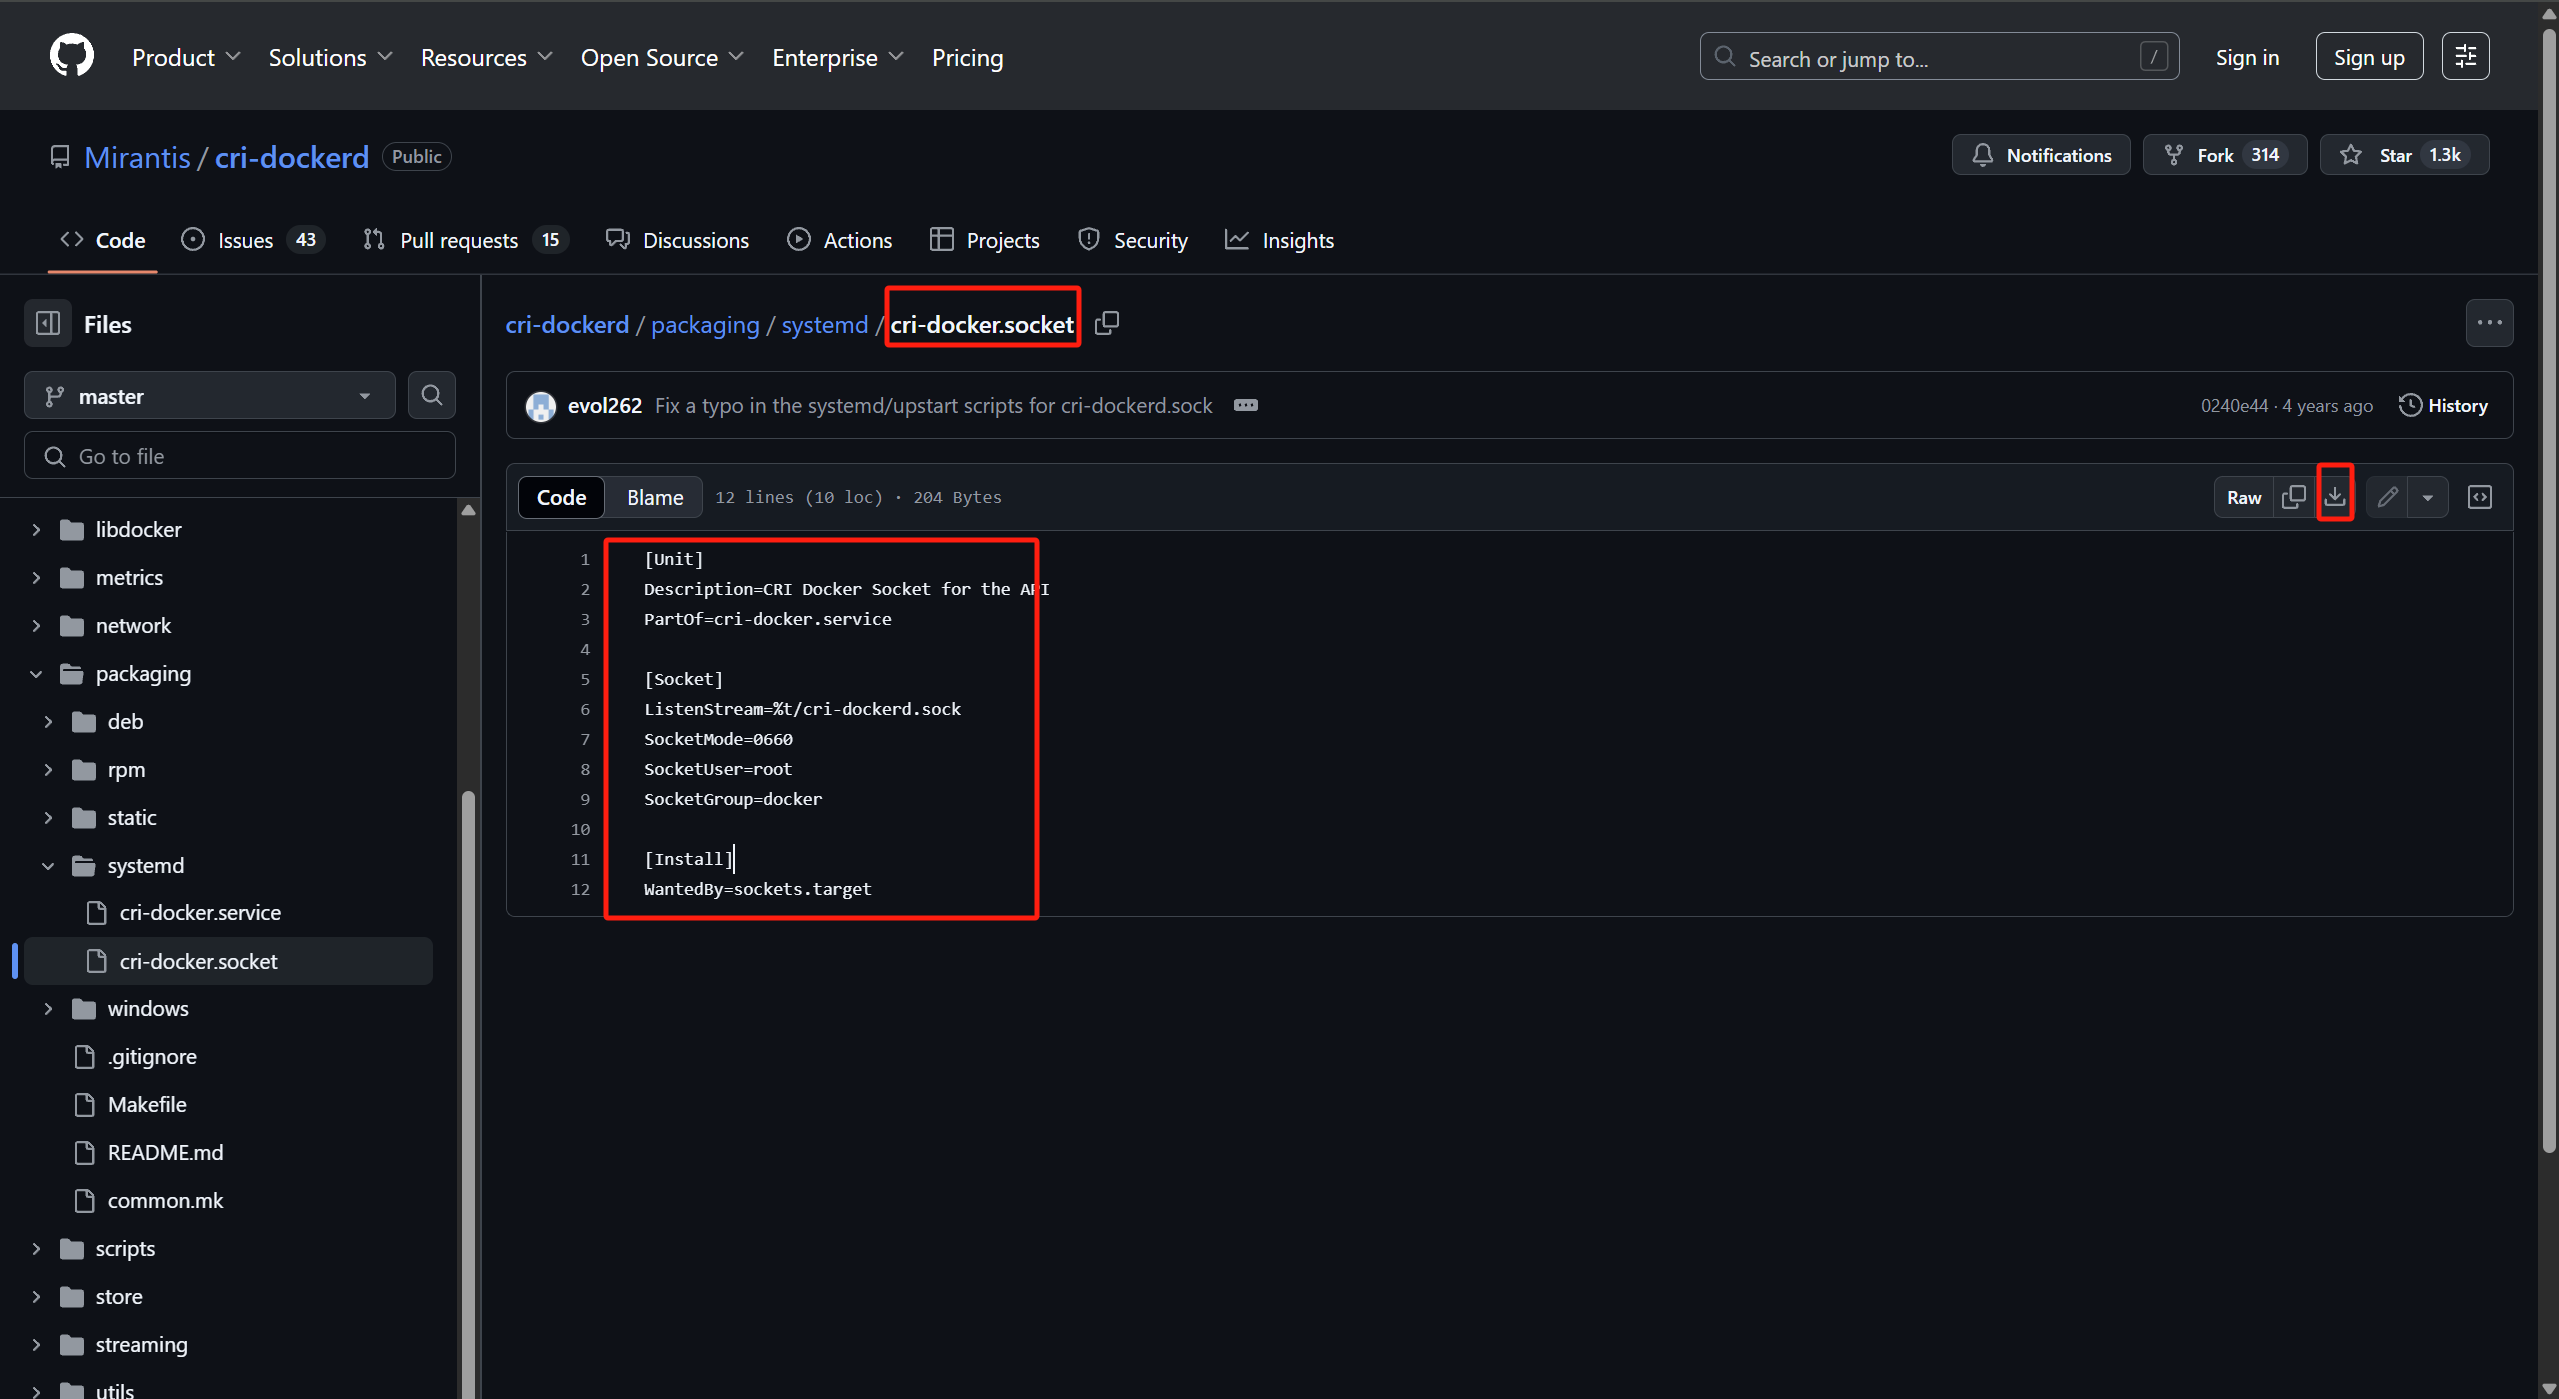 Product Solutions Resources Open Source Enterprise Pricing Search or jump to... / Sign in Sign up
Mirantis / cri-dockerd Public Notifications Fork 314 Star 1.3k
Code Issues 43 Pull requests 15 Discussions Actions Projects Security Insights
Files
master
Go to file
libdocker
metrics
network
packaging
deb
rpm
static
systemd
cri-docker.service
cri-docker.socket
windows
.gitignore
Makefile
README.md
common.mk
scripts
store
streaming
utils
cri-dockerd / packaging / systemd / cri-docker.socket
evol262 Fix a typo in the systemd/upstart scripts for cri-dockerd.sock 0240e44 · 4 years ago History
Code Blame 12 lines (10 loc) · 204 Bytes Raw
1 [Unit]
2 Description=CRI Docker Socket for the API
3 PartOf=cri-docker.service
4
5 [Socket]
6 ListenStream=%t/cri-dockerd.sock
7 SocketMode=0660
8 SocketUser=root
9 SocketGroup=docker
10
11 [Install]
12 WantedBy=sockets.target